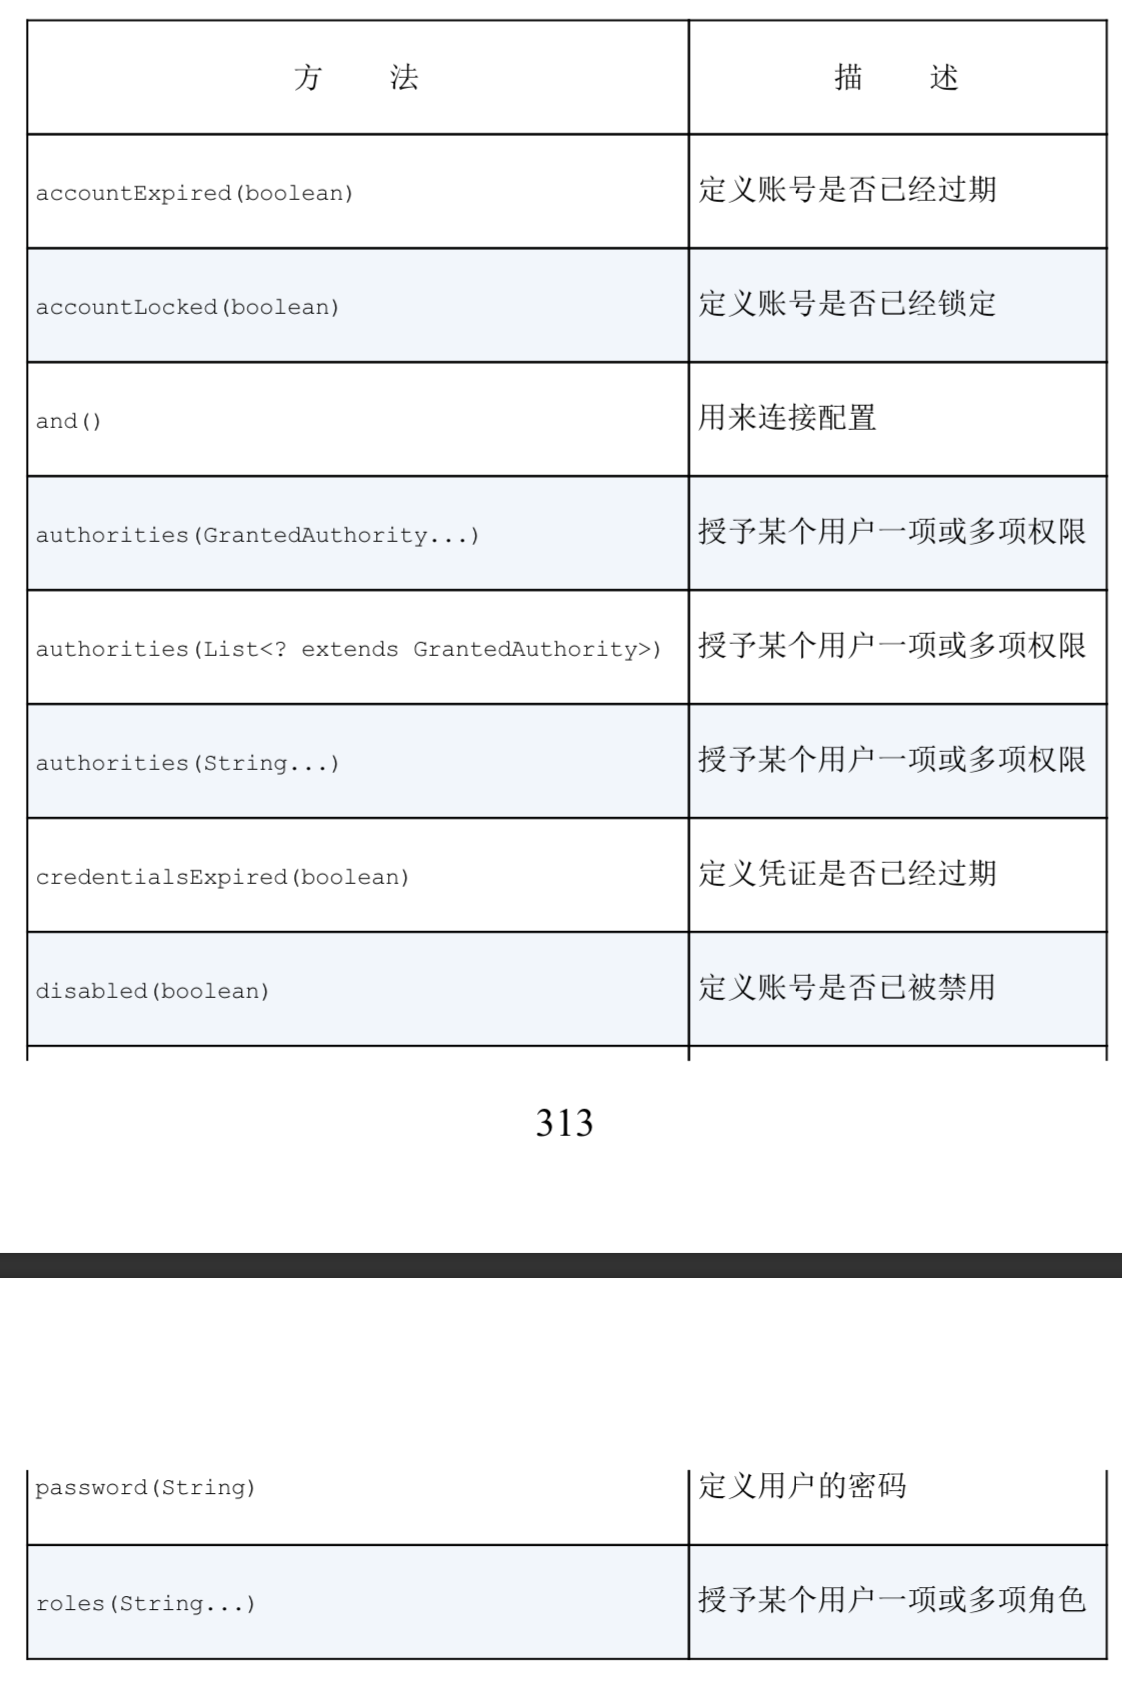 方 法 描 述
accountExpired(boolean) 定义账号是否已经过期
accountLocked(boolean) 定义账号是否已经锁定
and() 用来连接配置
authorities(GrantedAuthority...) 授予某个用户一项或多项权限
authorities(List<? extends GrantedAuthority>) 授予某个用户一项或多项权限
authorities(String...) 授予某个用户一项或多项权限
credentialsExpired(boolean) 定义凭证是否已经过期
disabled(boolean) 定义账号是否已被禁用
313
password(String) 定义用户的密码
roles(String...) 授予某个用户一项或多项角色